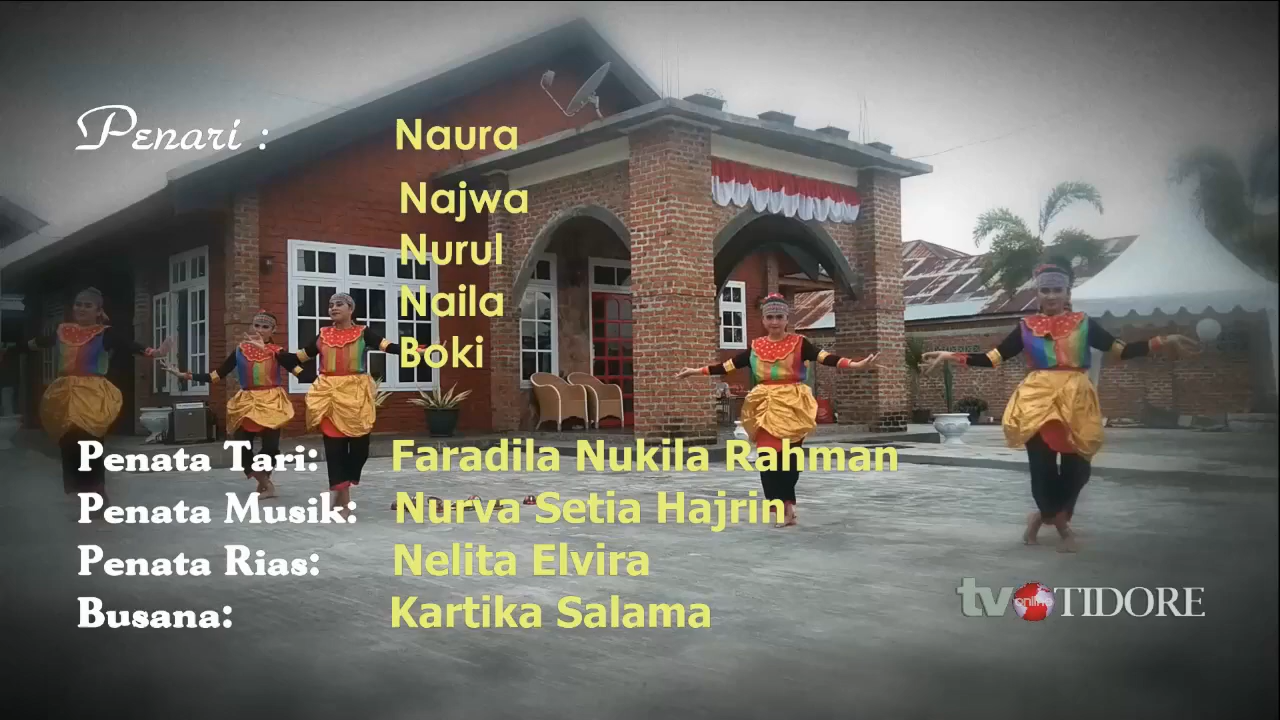 Penari : Naura
Najwa
Nurul
Naila
Boki
Penata Tari: Faradila Nukila Rahman
Penata Musik: Nurva Setia Hajrin
Penata Rias: Nelita Elvira
Busana: Kartika Salama
tv online TIDORE